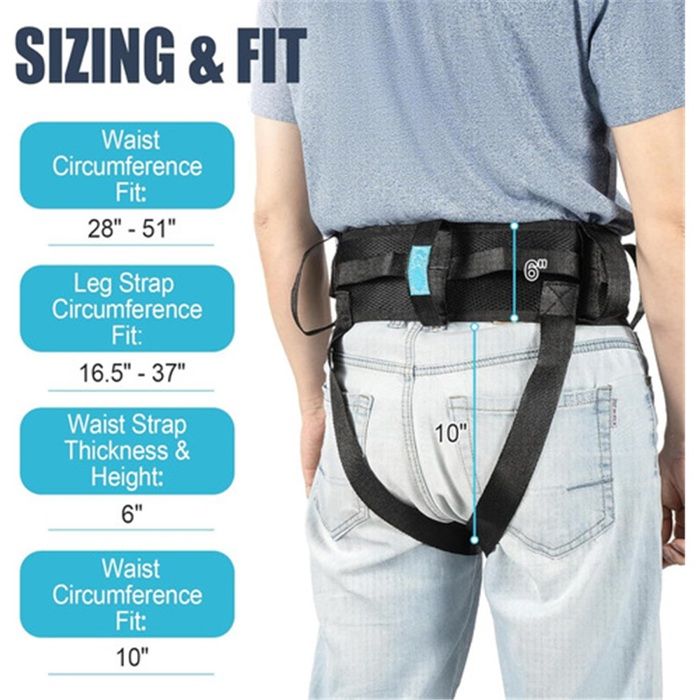 SIZING & FIT
Waist
Circumference
Fit:
28" - 51"
Leg Strap
Circumference
Fit:
16.5" - 37"
Waist Strap
Thickness &
Height:
6"
Waist
Circumference
Fit:
10"
6"
10"